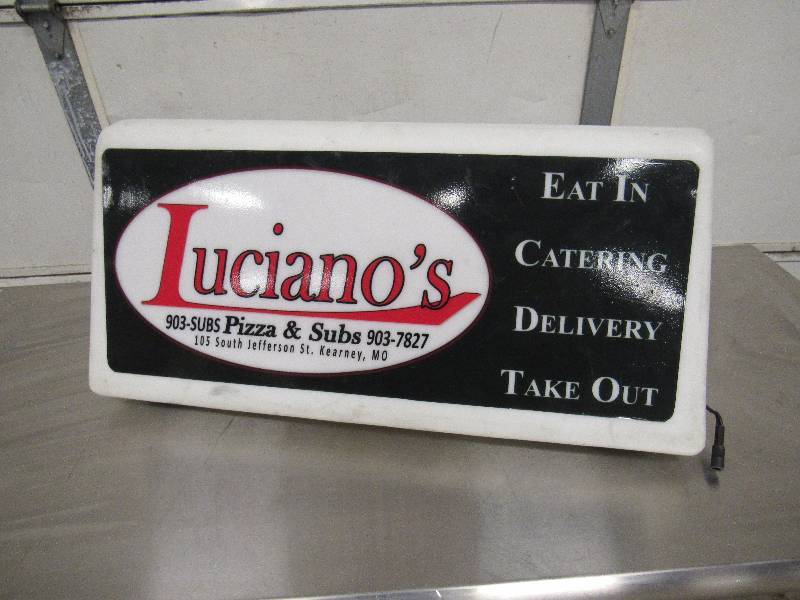 Luciano's
903-SUBS Pizza & Subs 903-7827
105 South Jefferson St. Kearney, MO
EAT IN
CATERING
DELIVERY
TAKE OUT